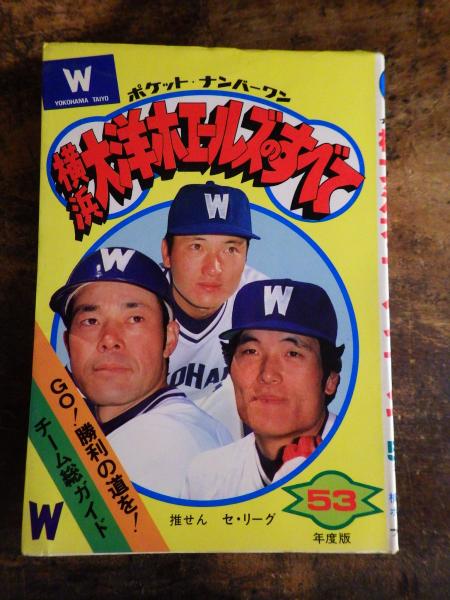 W
YOKOHAMA TAIYO
ポケット・ナンバーワン
横浜大洋ホエールズのすべて
W
W
W
GO!勝利の道を!
チーム総ガイド
W
53
年度版
推せん セ・リーグ